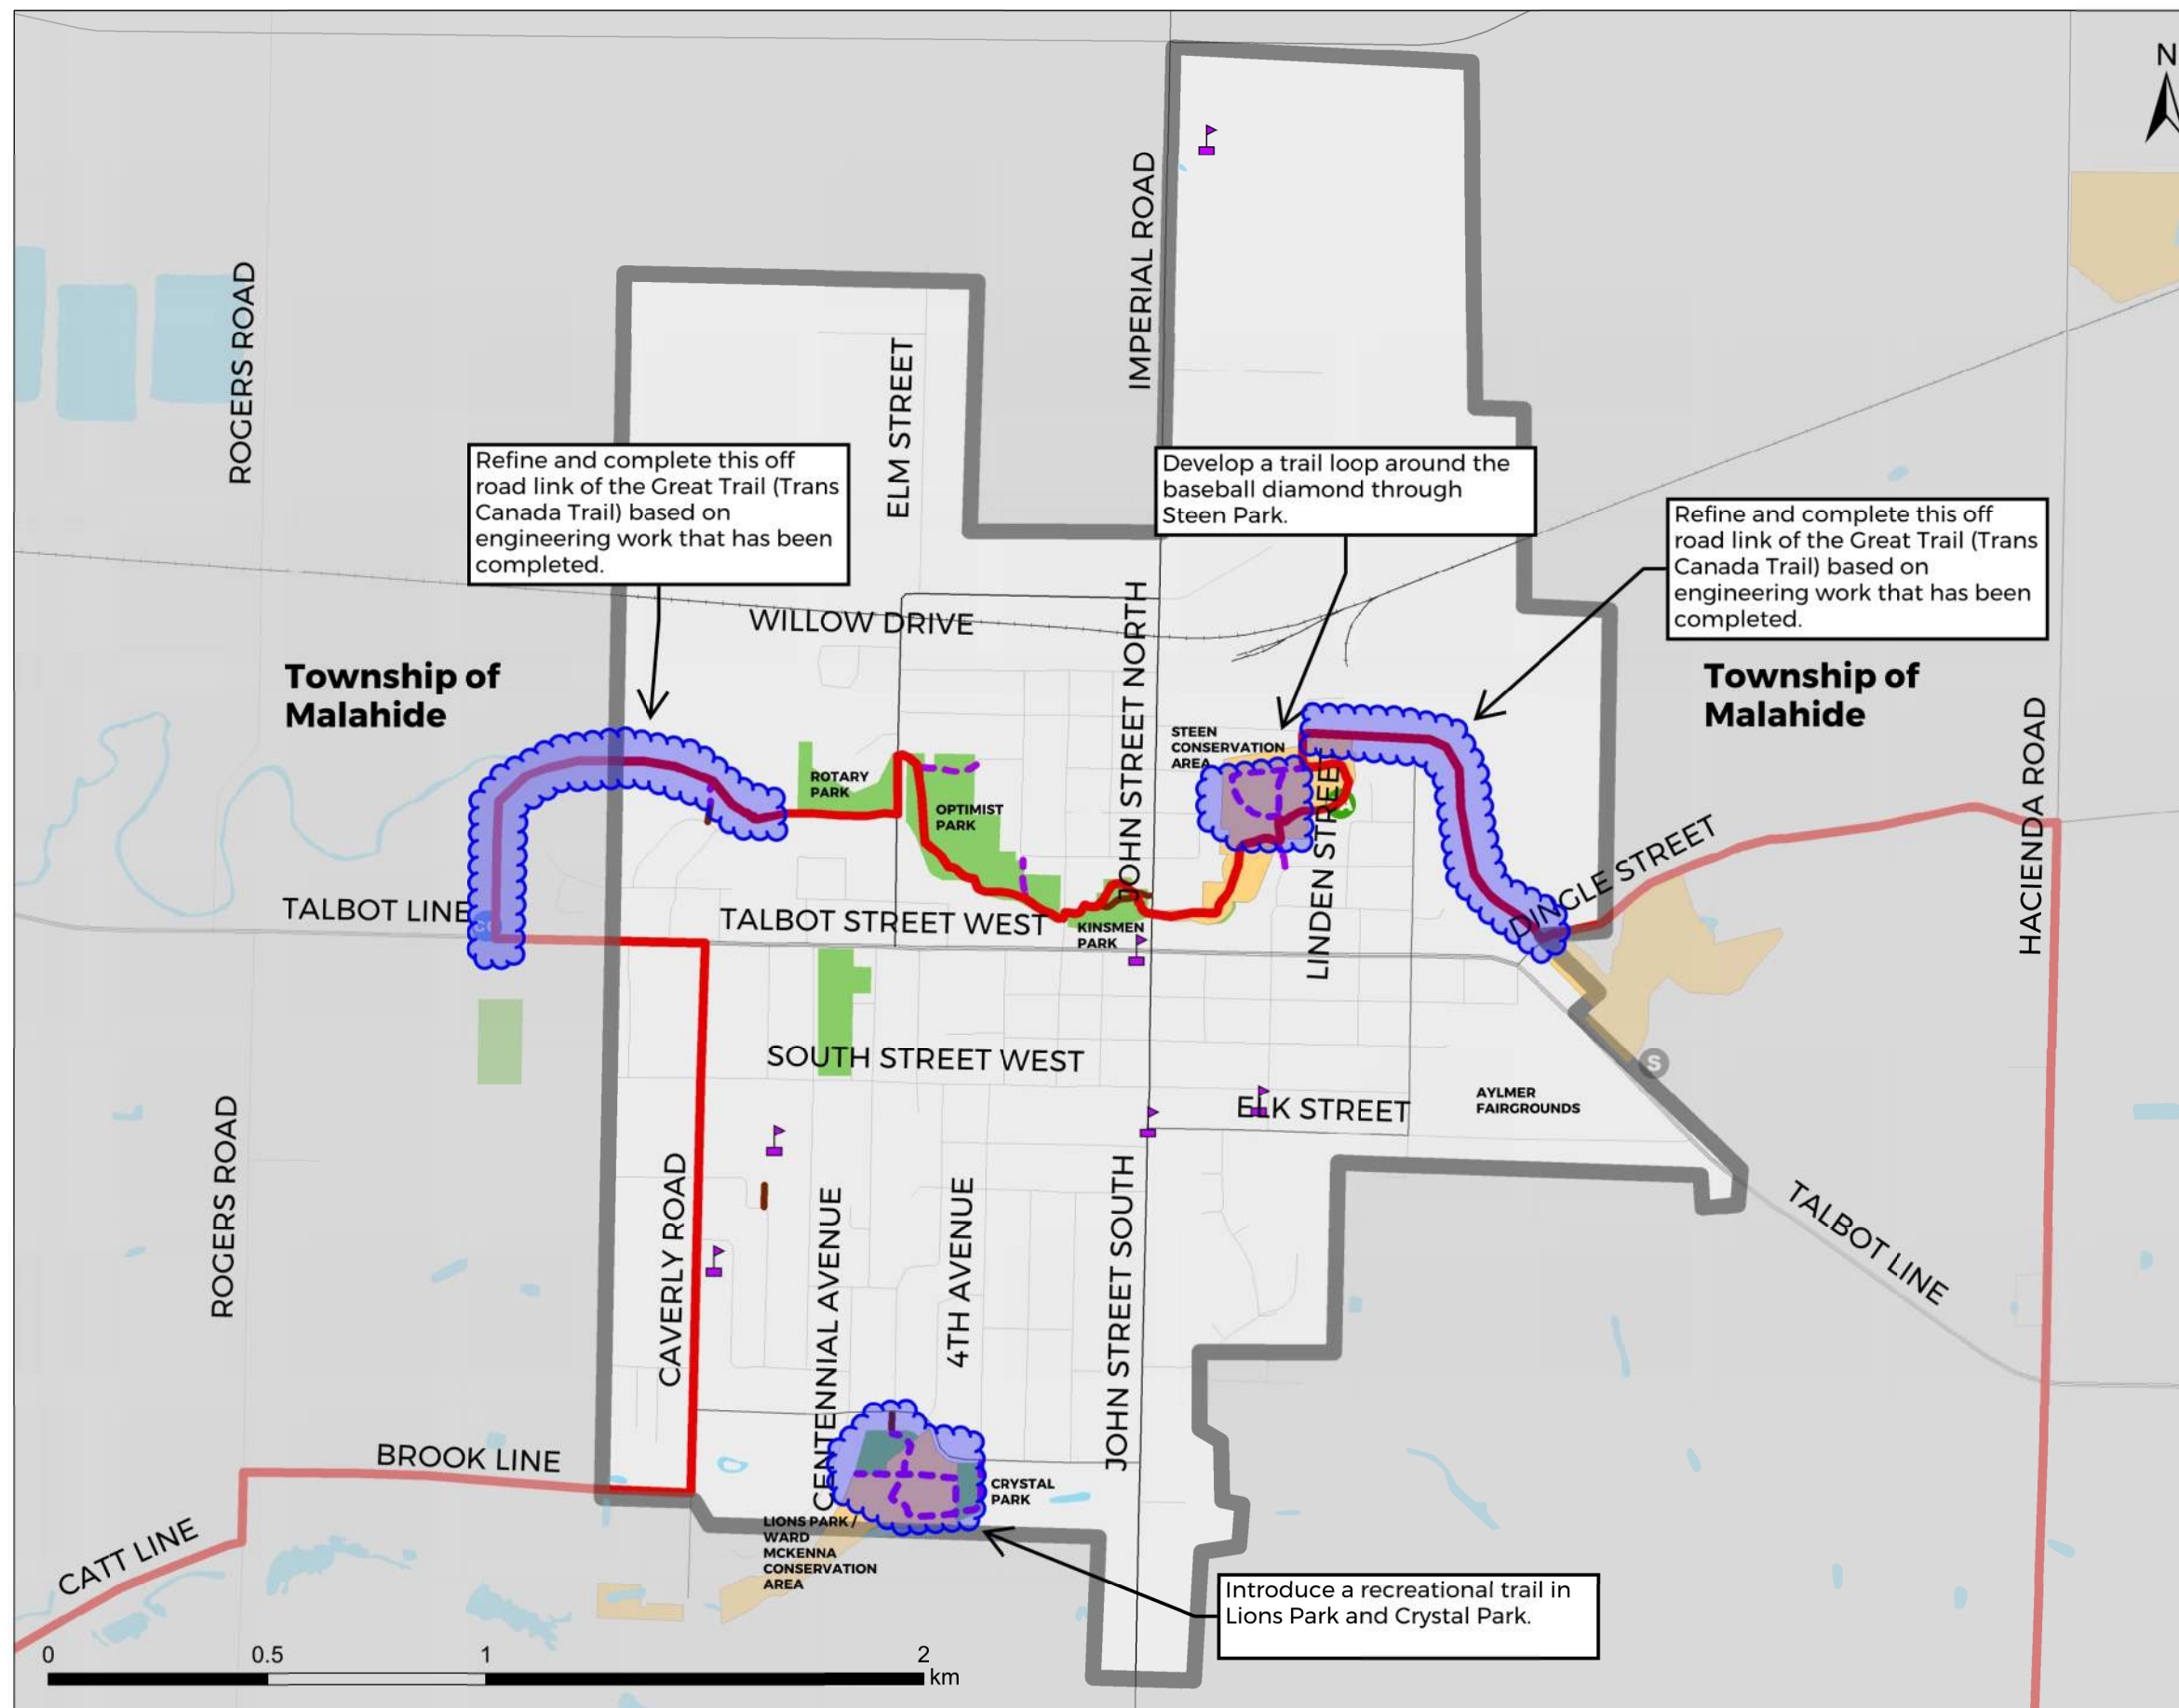 N
IMPERIAL ROAD
ROGERS ROAD
ELM STREET
Refine and complete this off
road link of the Great Trail (Trans
Canada Trail) based on
engineering work that has been
completed.
Develop a trail loop around the
baseball diamond through
Steen Park.
Refine and complete this off
road link of the Great Trail (Trans
Canada Trail) based on
engineering work that has been
completed.
WILLOW DRIVE
JOHN STREET NORTH
Township of
Malahide
Township of
Malahide
STEEN
CONSERVATION
AREA
ROTARY
PARK
OPTIMIST
PARK
LINDEN STREET
DINGLE STREET
HACIENDA ROAD
TALBOT LINE
TALBOT STREET WEST
KINSMEN
PARK
SOUTH STREET WEST
S
ELK STREET
AYLMER
FAIRGROUNDS
ROGERS ROAD
CAVERLY ROAD
CENTENNIAL AVENUE
4TH AVENUE
JOHN STREET SOUTH
TALBOT LINE
BROOK LINE
CRYSTAL
PARK
LIONS PARK /
WARD
MCKENNA
CONSERVATION
AREA
CATT LINE
Introduce a recreational trail in
Lions Park and Crystal Park.
0 0.5 1 2
km